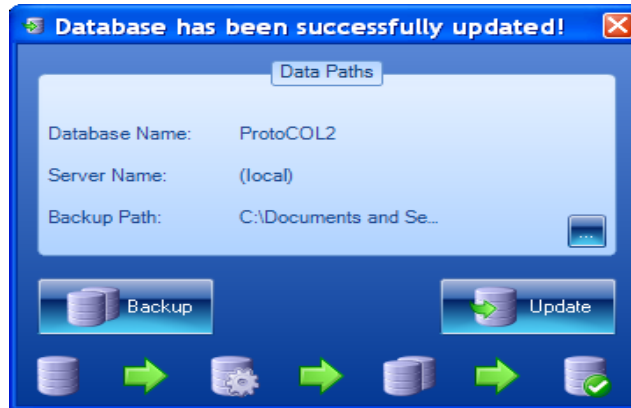 Database has been successfully updated!
Data Paths
Database Name: ProtoCOL2
Server Name: (local)
Backup Path: C:\Documents and Se...
...
Backup
Update